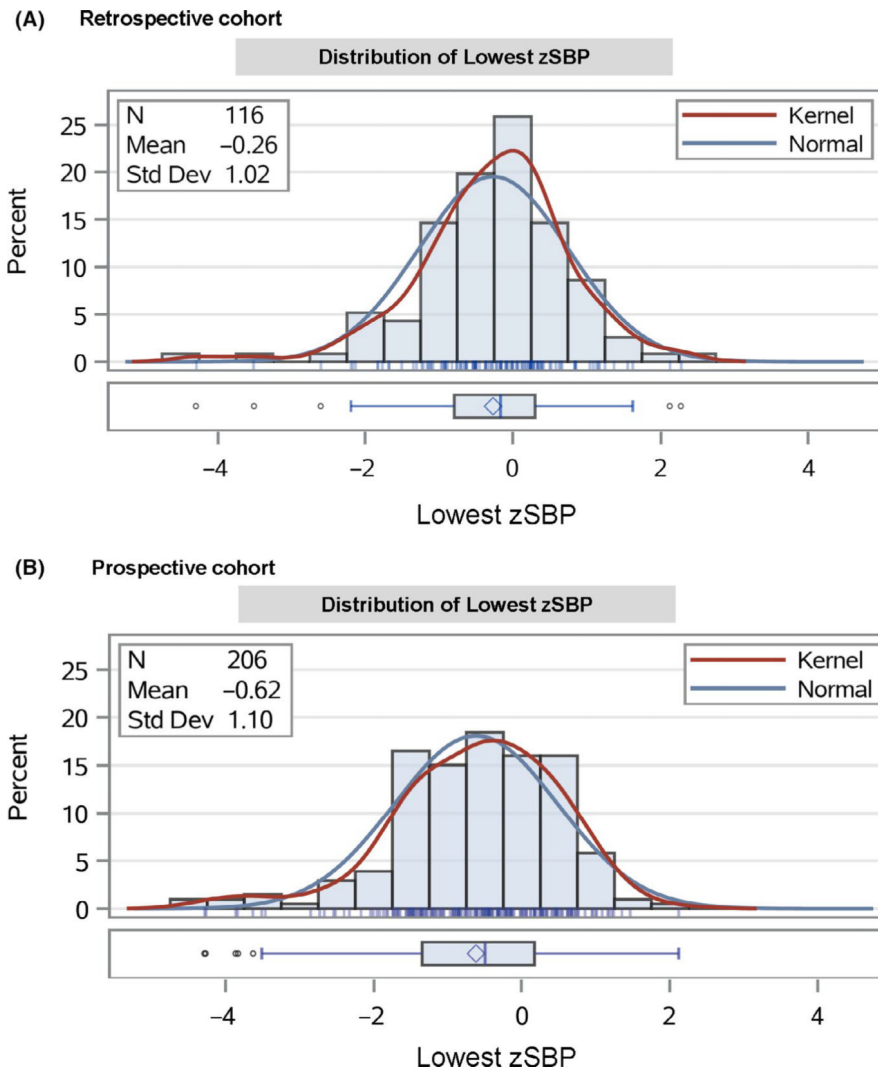 (A) Retrospective cohort
Distribution of Lowest zSBP
N 116
Mean −0.26
Std Dev 1.02
Kernel
Normal
25
20
15
10
5
0
Percent
−4 −2 0 2 4
Lowest zSBP
(B) Prospective cohort
Distribution of Lowest zSBP
N 206
Mean −0.62
Std Dev 1.10
Kernel
Normal
25
20
15
10
5
0
Percent
−4 −2 0 2 4
Lowest zSBP